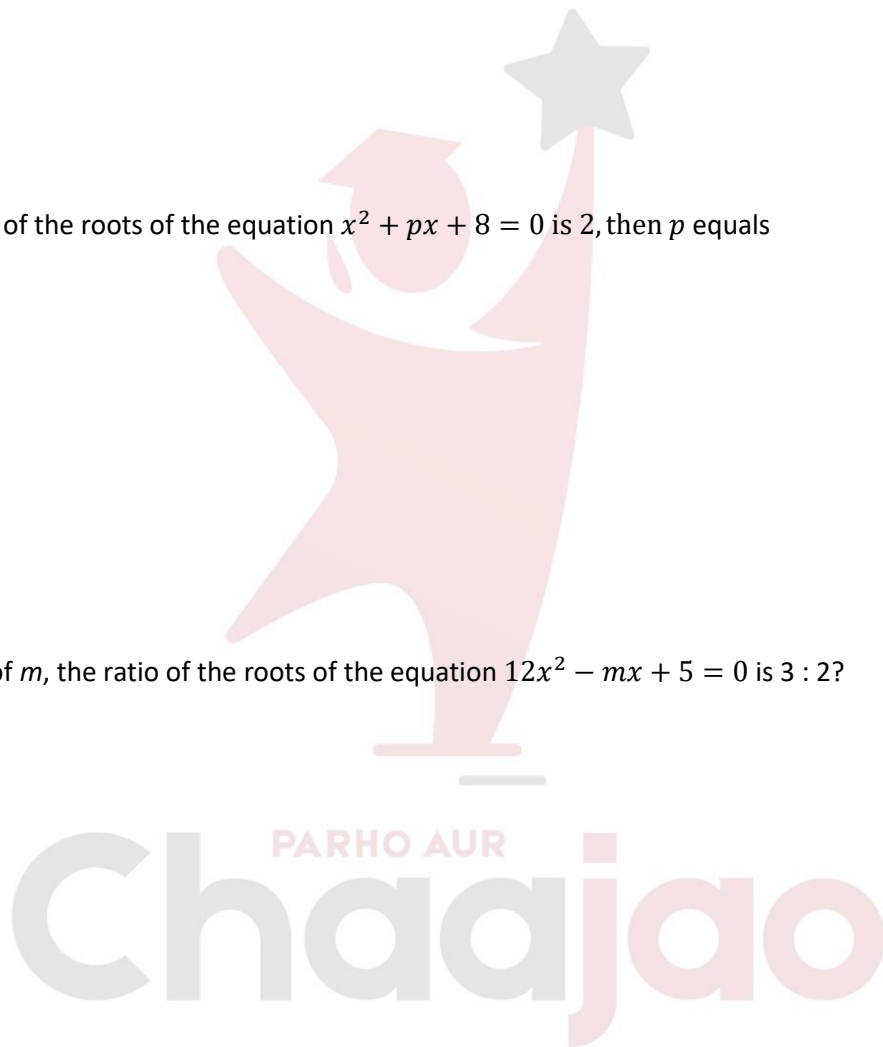 of the roots of the equation 𝑥² + 𝑝𝑥 + 8 = 0 is 2, then 𝑝 equals
of m, the ratio of the roots of the equation 12𝑥² − 𝑚𝑥 + 5 = 0 is 3 : 2?
PARHO AUR
Chaajao